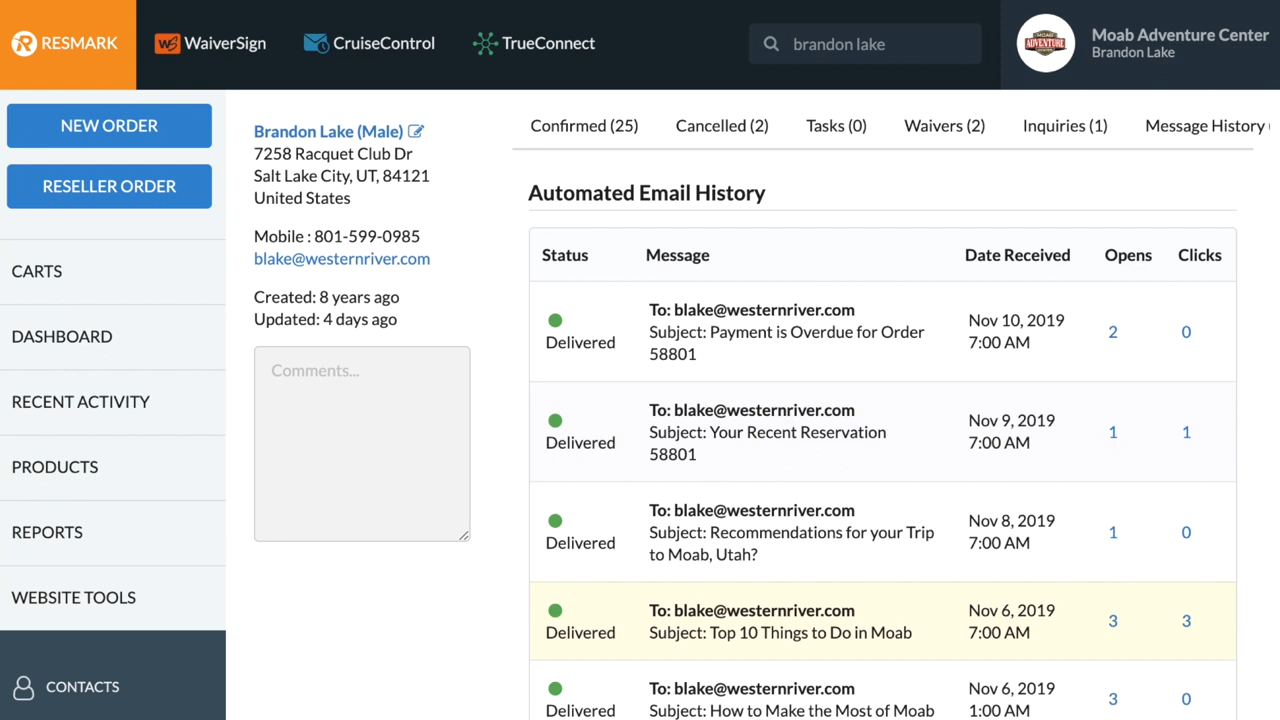 RESMARK
WaiverSign
CruiseControl
TrueConnect
brandon lake
Moab Adventure Center
Brandon Lake
MOAB
ADVENTURE
NEW ORDER
RESELLER ORDER
CARTS
DASHBOARD
RECENT ACTIVITY
PRODUCTS
REPORTS
WEBSITE TOOLS
CONTACTS
Brandon Lake (Male)
7258 Racquet Club Dr
Salt Lake City, UT, 84121
United States
Mobile : 801-599-0985
blake@westernriver.com
Created: 8 years ago
Updated: 4 days ago
Comments...
Confirmed (25) Cancelled (2) Tasks (0) Waivers (2) Inquiries (1) Message History
Automated Email History
Status Message Date Received Opens Clicks
Delivered
To: blake@westernriver.com
Subject: Payment is Overdue for Order
58801
Nov 10, 2019
7:00 AM
2
0
Delivered
To: blake@westernriver.com
Subject: Your Recent Reservation
58801
Nov 9, 2019
7:00 AM
1
1
Delivered
To: blake@westernriver.com
Subject: Recommendations for your Trip
to Moab, Utah?
Nov 8, 2019
7:00 AM
1
0
Delivered
To: blake@westernriver.com
Subject: Top 10 Things to Do in Moab
Nov 6, 2019
7:00 AM
3
3
Delivered
To: blake@westernriver.com
Subject: How to Make the Most of Moab
Nov 6, 2019
1:00 AM
3
0